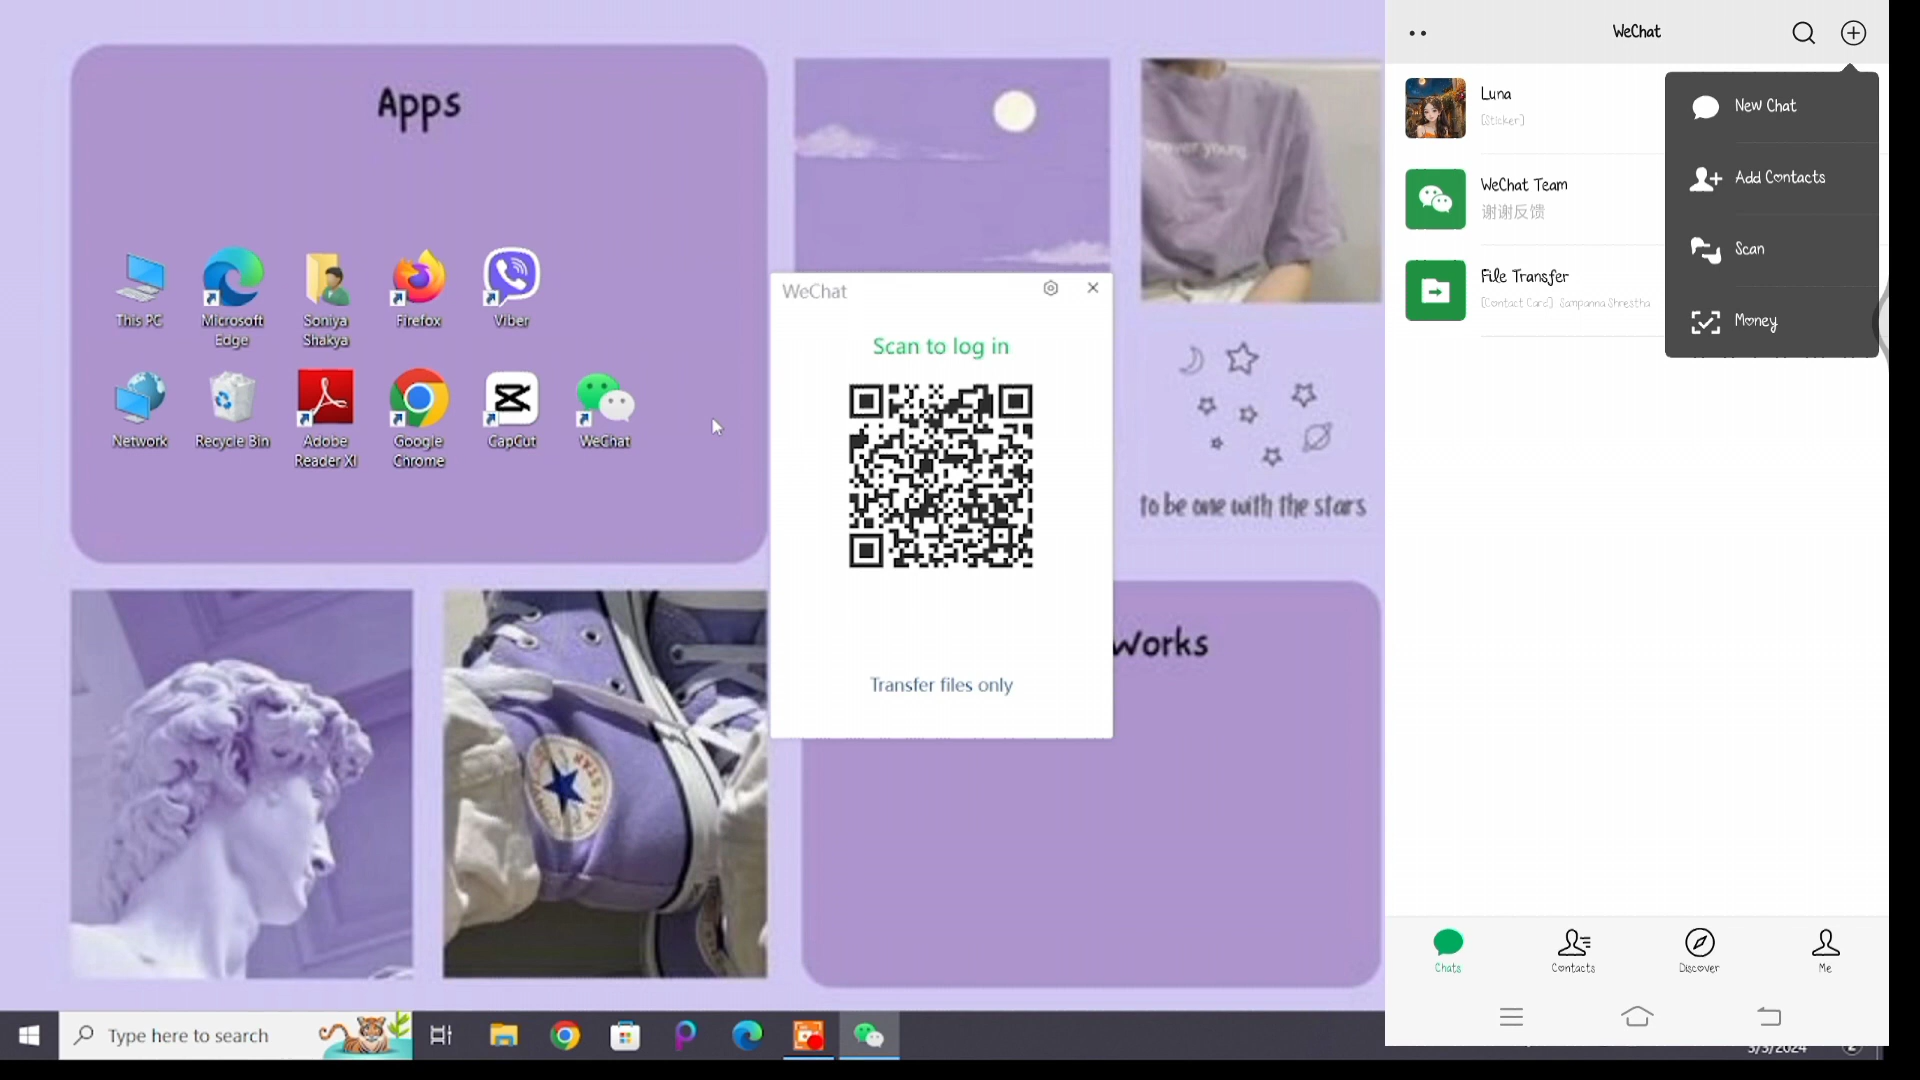 Apps
This PC
Microsoft
Edge
Soniya
Shakya
Firefox
Viber
Network
Recycle Bin
Adobe
Reader XI
Google
Chrome
CapCut
WeChat
WeChat
Scan to log in
Transfer files only
to be one with the stars
Works
Type here to search
WeChat
Luna
[Sticker]
WeChat Team
谢谢反馈
File Transfer
[Contact Card] Sampanna Shrestha
New Chat
Add Contacts
Scan
Money
Chats
Contacts
Discover
Me
3/3/2024